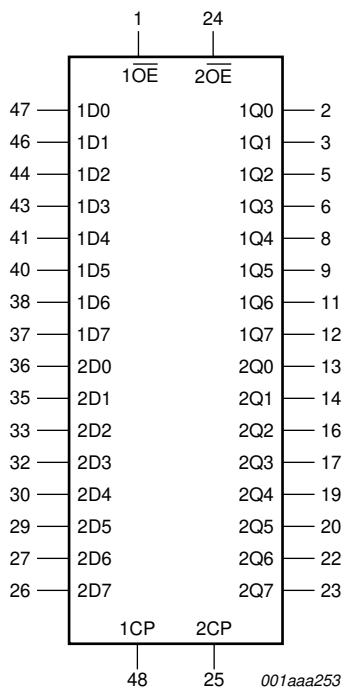 1 24
1O̅E̅ 2O̅E̅
47 1D0 1Q0 2
46 1D1 1Q1 3
44 1D2 1Q2 5
43 1D3 1Q3 6
41 1D4 1Q4 8
40 1D5 1Q5 9
38 1D6 1Q6 11
37 1D7 1Q7 12
36 2D0 2Q0 13
35 2D1 2Q1 14
33 2D2 2Q2 16
32 2D3 2Q3 17
30 2D4 2Q4 19
29 2D5 2Q5 20
27 2D6 2Q6 22
26 2D7 2Q7 23
1CP 2CP
48 25 001aaa253